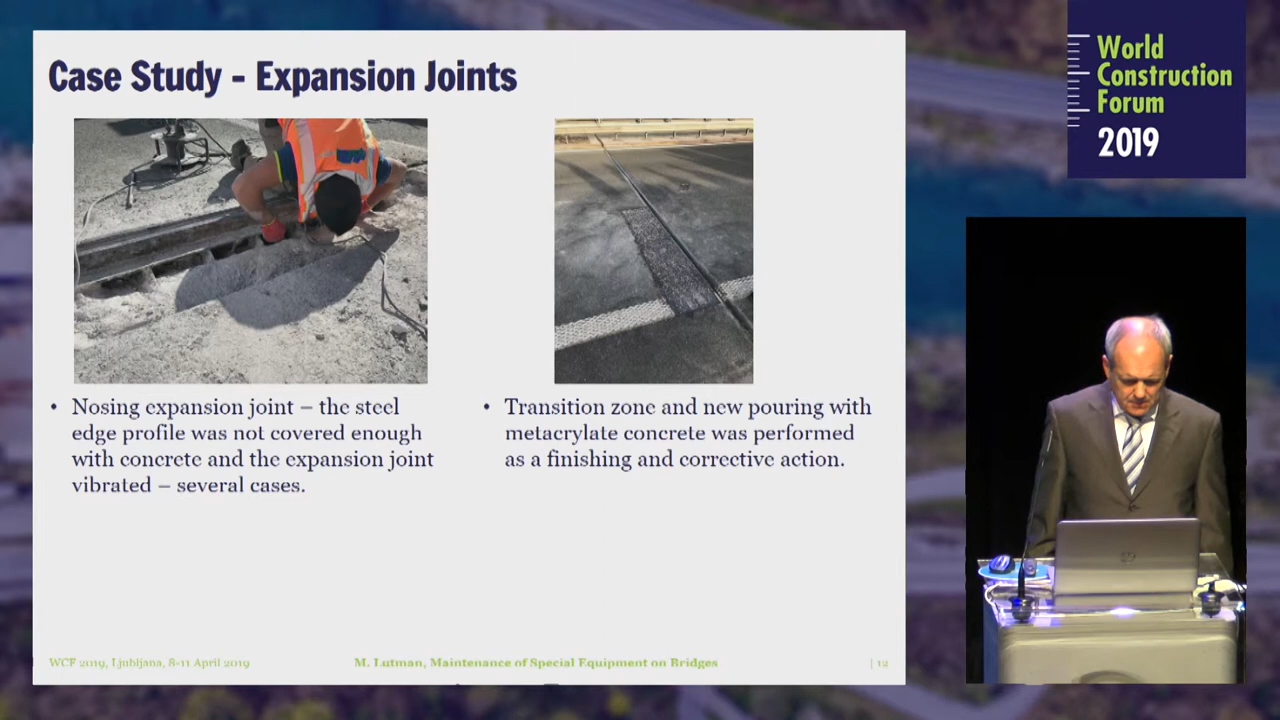 Case Study - Expansion Joints
• Nosing expansion joint – the steel
edge profile was not covered enough
with concrete and the expansion joint
vibrated – several cases.
• Transition zone and new pouring with
metacrylate concrete was performed
as a finishing and corrective action.
WCF 2019, Ljubljana, 8-11 April 2019
M. Lutman, Maintenance of Special Equipment on Bridges
| 12
World
Construction
Forum
2019